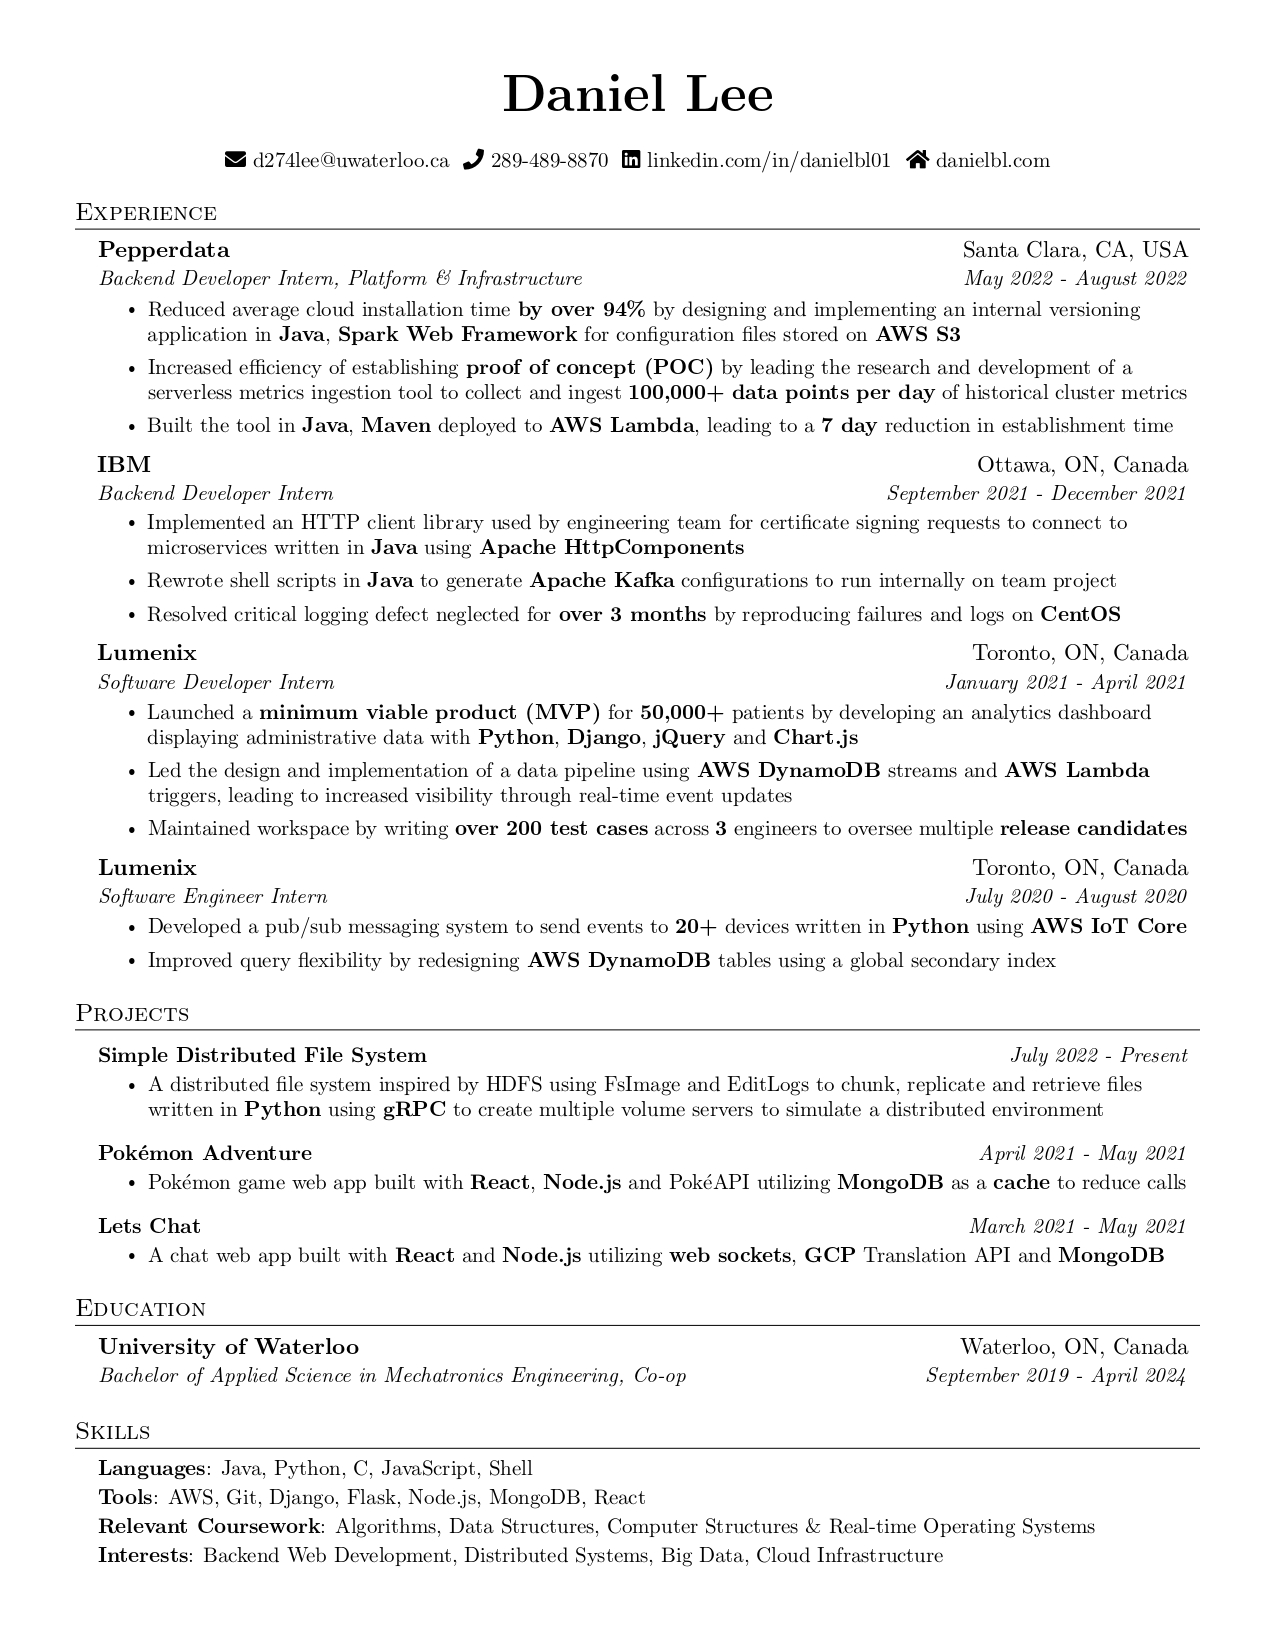 Daniel Lee
d274lee@uwaterloo.ca 289-489-8870 linkedin.com/in/danielbl01 danielbl.com
Experience
Pepperdata Santa Clara, CA, USA
Backend Developer Intern, Platform & Infrastructure May 2022 - August 2022
• Reduced average cloud installation time by over 94% by designing and implementing an internal versioning
application in Java, Spark Web Framework for configuration files stored on AWS S3
• Increased efficiency of establishing proof of concept (POC) by leading the research and development of a
serverless metrics ingestion tool to collect and ingest 100,000+ data points per day of historical cluster metrics
• Built the tool in Java, Maven deployed to AWS Lambda, leading to a 7 day reduction in establishment time
IBM Ottawa, ON, Canada
Backend Developer Intern September 2021 - December 2021
• Implemented an HTTP client library used by engineering team for certificate signing requests to connect to
microservices written in Java using Apache HttpComponents
• Rewrote shell scripts in Java to generate Apache Kafka configurations to run internally on team project
• Resolved critical logging defect neglected for over 3 months by reproducing failures and logs on CentOS
Lumenix Toronto, ON, Canada
Software Developer Intern January 2021 - April 2021
• Launched a minimum viable product (MVP) for 50,000+ patients by developing an analytics dashboard
displaying administrative data with Python, Django, jQuery and Chart.js
• Led the design and implementation of a data pipeline using AWS DynamoDB streams and AWS Lambda
triggers, leading to increased visibility through real-time event updates
• Maintained workspace by writing over 200 test cases across 3 engineers to oversee multiple release candidates
Lumenix Toronto, ON, Canada
Software Engineer Intern July 2020 - August 2020
• Developed a pub/sub messaging system to send events to 20+ devices written in Python using AWS IoT Core
• Improved query flexibility by redesigning AWS DynamoDB tables using a global secondary index
Projects
Simple Distributed File System July 2022 - Present
• A distributed file system inspired by HDFS using FsImage and EditLogs to chunk, replicate and retrieve files
written in Python using gRPC to create multiple volume servers to simulate a distributed environment
Pokémon Adventure April 2021 - May 2021
• Pokémon game web app built with React, Node.js and PokéAPI utilizing MongoDB as a cache to reduce calls
Lets Chat March 2021 - May 2021
• A chat web app built with React and Node.js utilizing web sockets, GCP Translation API and MongoDB
Education
University of Waterloo Waterloo, ON, Canada
Bachelor of Applied Science in Mechatronics Engineering, Co-op September 2019 - April 2024
Skills
Languages: Java, Python, C, JavaScript, Shell
Tools: AWS, Git, Django, Flask, Node.js, MongoDB, React
Relevant Coursework: Algorithms, Data Structures, Computer Structures & Real-time Operating Systems
Interests: Backend Web Development, Distributed Systems, Big Data, Cloud Infrastructure